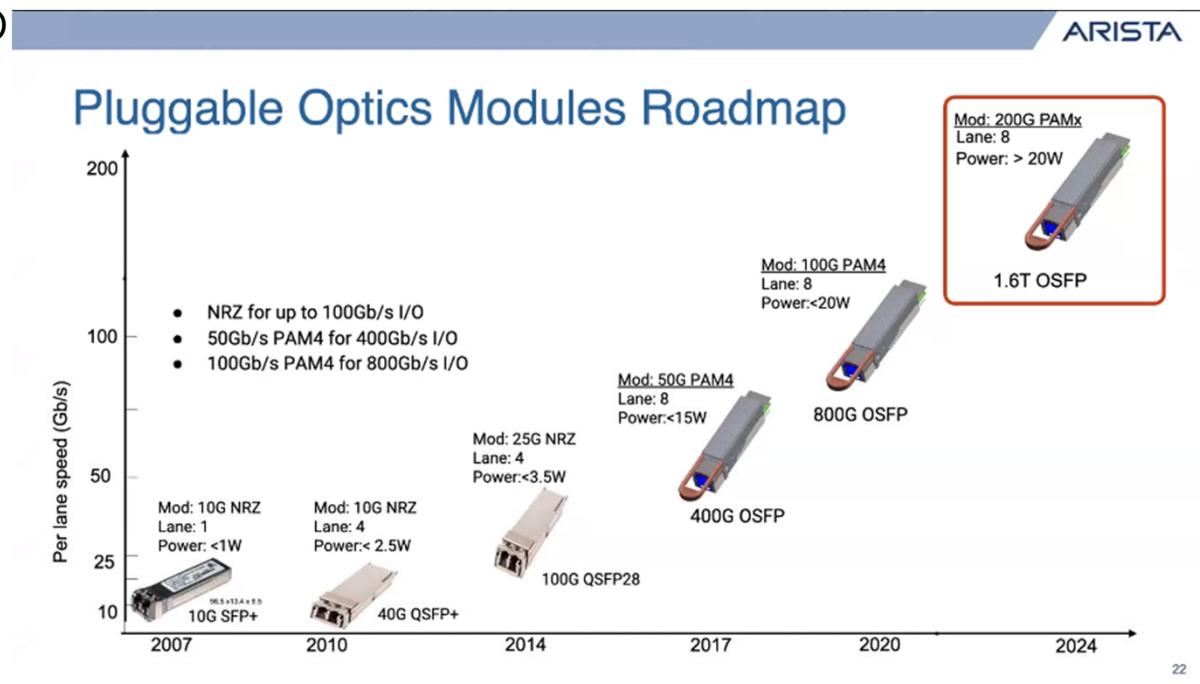 ARISTA
Pluggable Optics Modules Roadmap
Mod: 200G PAMx
Lane: 8
Power: > 20W
1.6T OSFP
200
100
50
25
10
Per lane speed (Gb/s)
● NRZ for up to 100Gb/s I/O
● 50Gb/s PAM4 for 400Gb/s I/O
● 100Gb/s PAM4 for 800Gb/s I/O
Mod: 10G NRZ
Lane: 1
Power: <1W
10G SFP+
Mod: 10G NRZ
Lane: 4
Power:< 2.5W
40G QSFP+
Mod: 25G NRZ
Lane: 4
Power:<3.5W
100G QSFP28
Mod: 50G PAM4
Lane: 8
Power:<15W
400G OSFP
Mod: 100G PAM4
Lane: 8
Power:<20W
800G OSFP
2007
2010
2014
2017
2020
2024
22